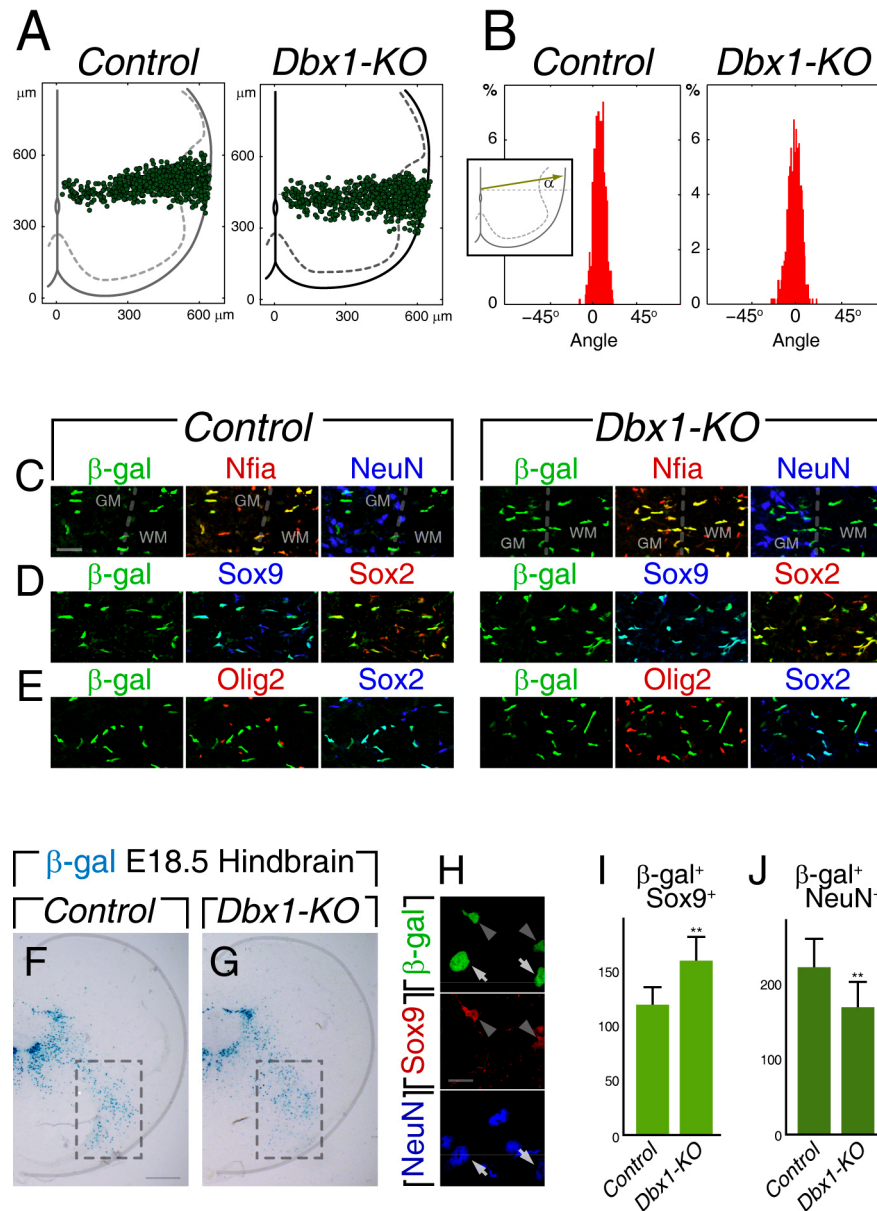 A
B
Control
Dbx1-KO
Control
Dbx1-KO
μm
600
300
0
0
300
600 μm
μm
600
300
0
0
300
600 μm
%
6
0
α
−45°
0
45°
Angle
%
6
4
2
0
−45°
0
45°
Angle
Control
Dbx1-KO
C
β-gal
Nfia
NeuN
β-gal
Nfia
NeuN
GM
WM
GM
WM
GM
WM
GM
WM
GM
WM
GM
WM
D
β-gal
Sox9
Sox2
β-gal
Sox9
Sox2
E
β-gal
Olig2
Sox2
β-gal
Olig2
Sox2
β-gal E18.5 Hindbrain
Control
Dbx1-KO
F
G
H
β-gal
Sox9
NeuN
I
β-gal⁺
Sox9⁺
150
100
50
0
**
Control
Dbx1-KO
J
β-gal⁺
NeuN⁺
200
100
0
**
Control
Dbx1-KO